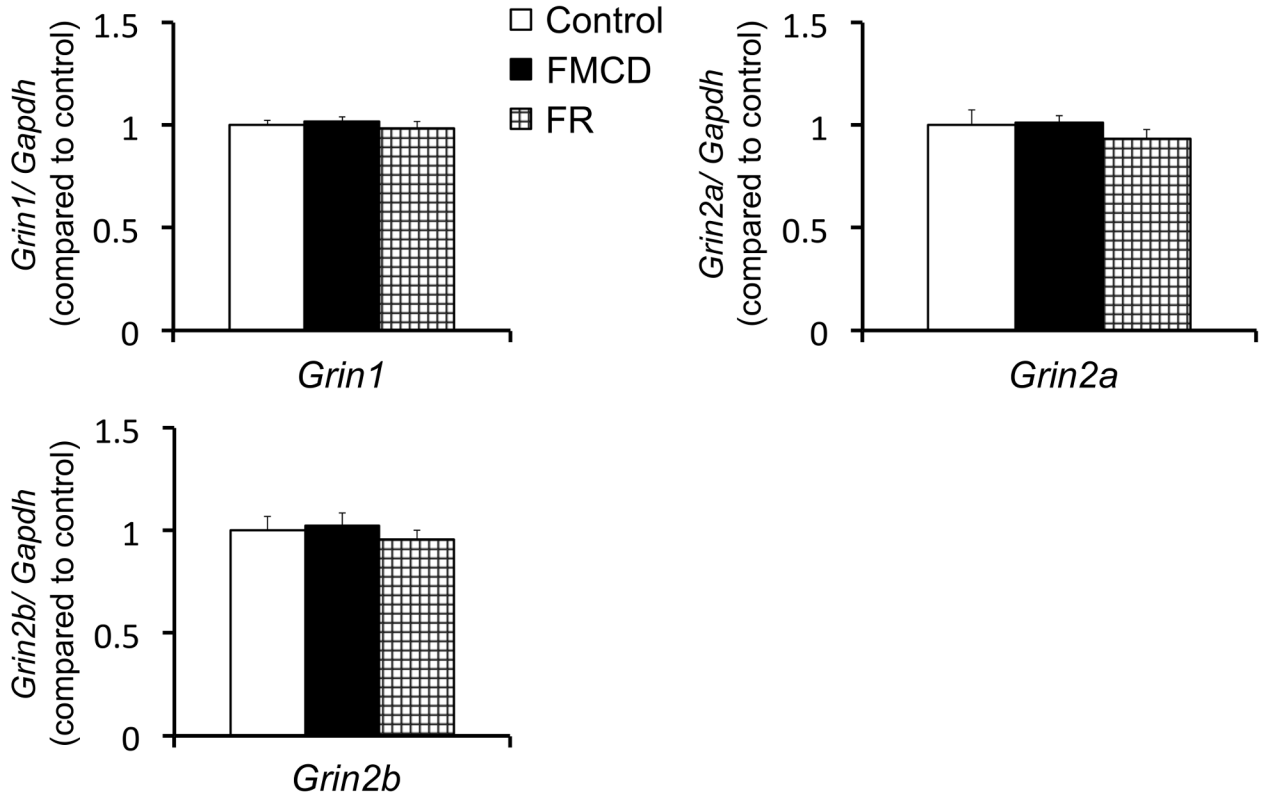 Grin1/ Gapdh
(compared to control)
1.5
1
0.5
0
Grin1
Control
FMCD
FR
Grin2a/ Gapdh
(compared to control)
1.5
1
0.5
0
Grin2a
Grin2b/ Gapdh
(compared to control)
1.5
1
0.5
0
Grin2b